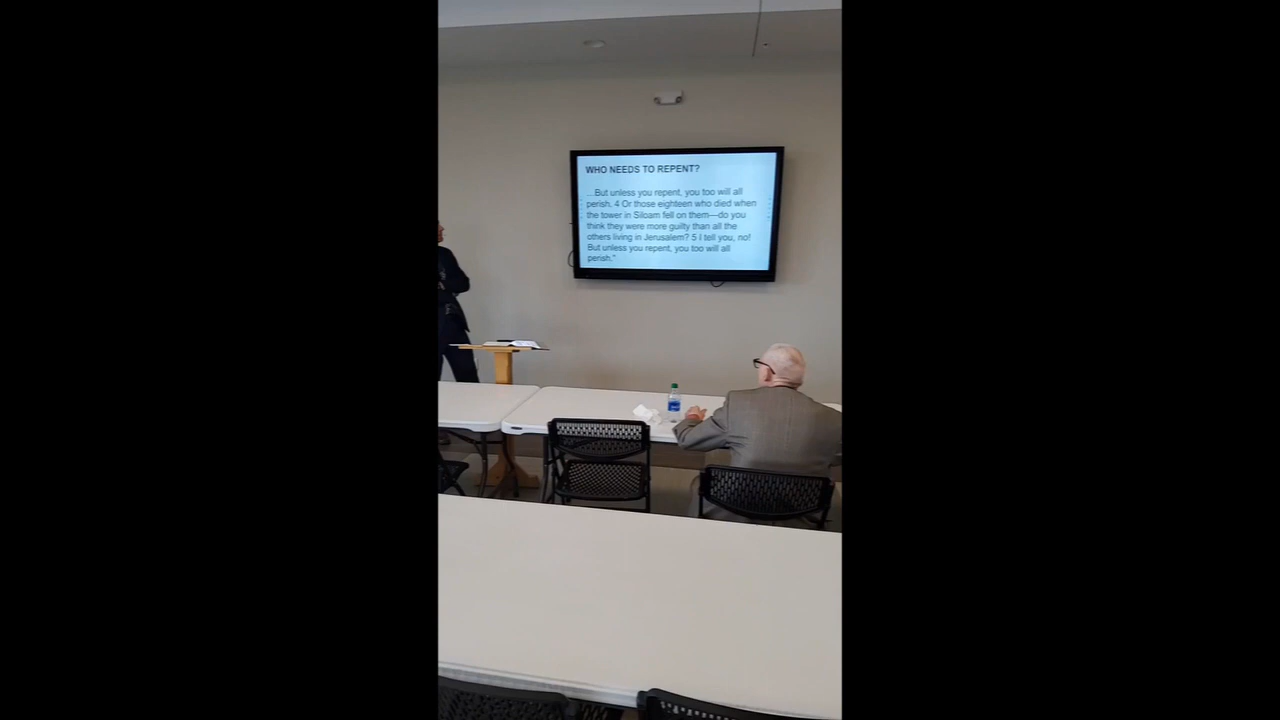 WHO NEEDS TO REPENT?
...But unless you repent, you too will all
perish. 4 Or those eighteen who died when
the tower in Siloam fell on them—do you
think they were more guilty than all the
others living in Jerusalem? 5 I tell you, no!
But unless you repent, you too will all
perish."